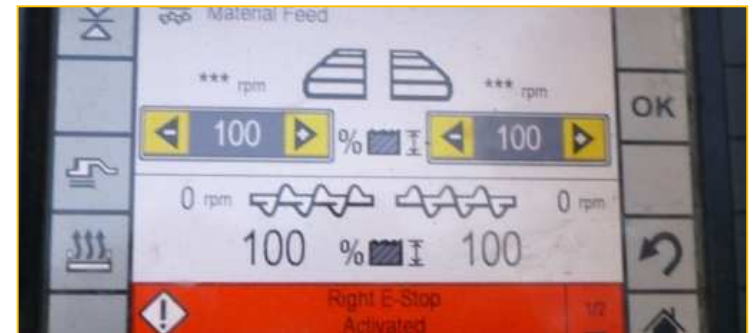 Material Feed
*** rpm *** rpm
100 % 100
OK
0 rpm 0 rpm
100 % 100
Right E-Stop 1/2
Activated